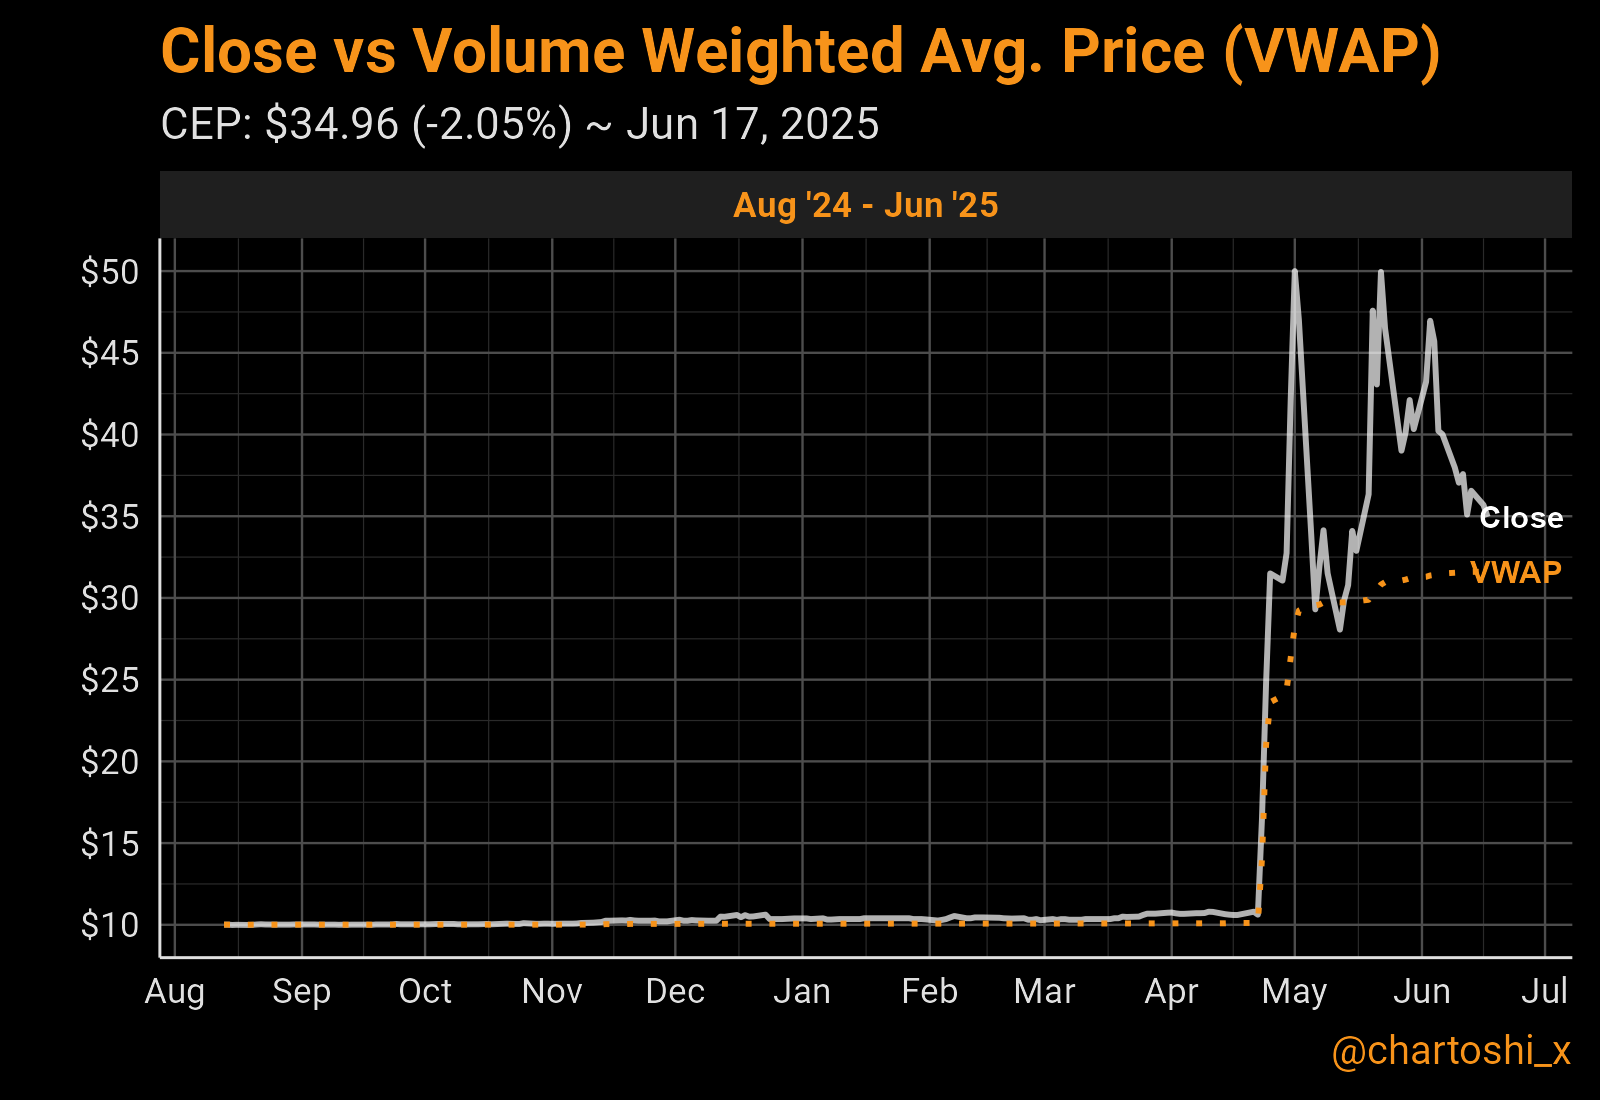 Close vs Volume Weighted Avg. Price (VWAP)
CEP: $34.96 (-2.05%) ~ Jun 17, 2025
Aug '24 - Jun '25
$50
$45
$40
$35
$30
$25
$20
$15
$10
Close
VWAP
Aug Sep Oct Nov Dec Jan Feb Mar Apr May Jun Jul
@chartoshi_x